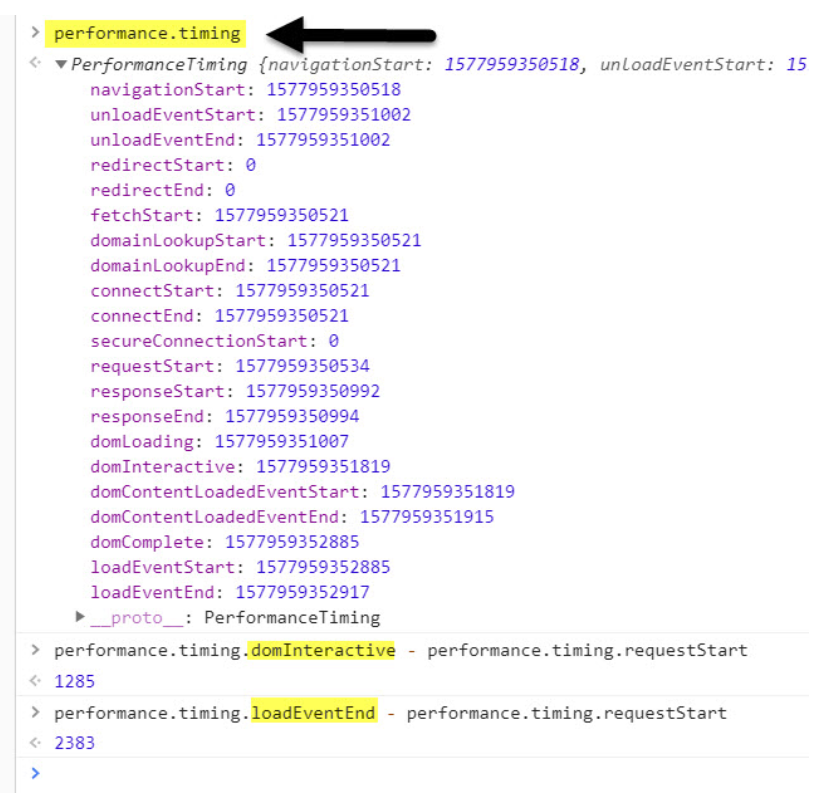 > performance.timing
PerformanceTiming {navigationStart: 1577959350518, unloadEventStart: 15
navigationStart: 1577959350518
unloadEventStart: 1577959351002
unloadEventEnd: 1577959351002
redirectStart: 0
redirectEnd: 0
fetchStart: 1577959350521
domainLookupStart: 1577959350521
domainLookupEnd: 1577959350521
connectStart: 1577959350521
connectEnd: 1577959350521
secureConnectionStart: 0
requestStart: 1577959350534
responseStart: 1577959350992
responseEnd: 1577959350994
domLoading: 1577959351007
domInteractive: 1577959351819
domContentLoadedEventStart: 1577959351819
domContentLoadedEventEnd: 1577959351915
domComplete: 1577959352885
loadEventStart: 1577959352885
loadEventEnd: 1577959352917
__proto__: PerformanceTiming
> performance.timing.domInteractive - performance.timing.requestStart
1285
> performance.timing.loadEventEnd - performance.timing.requestStart
2383
>